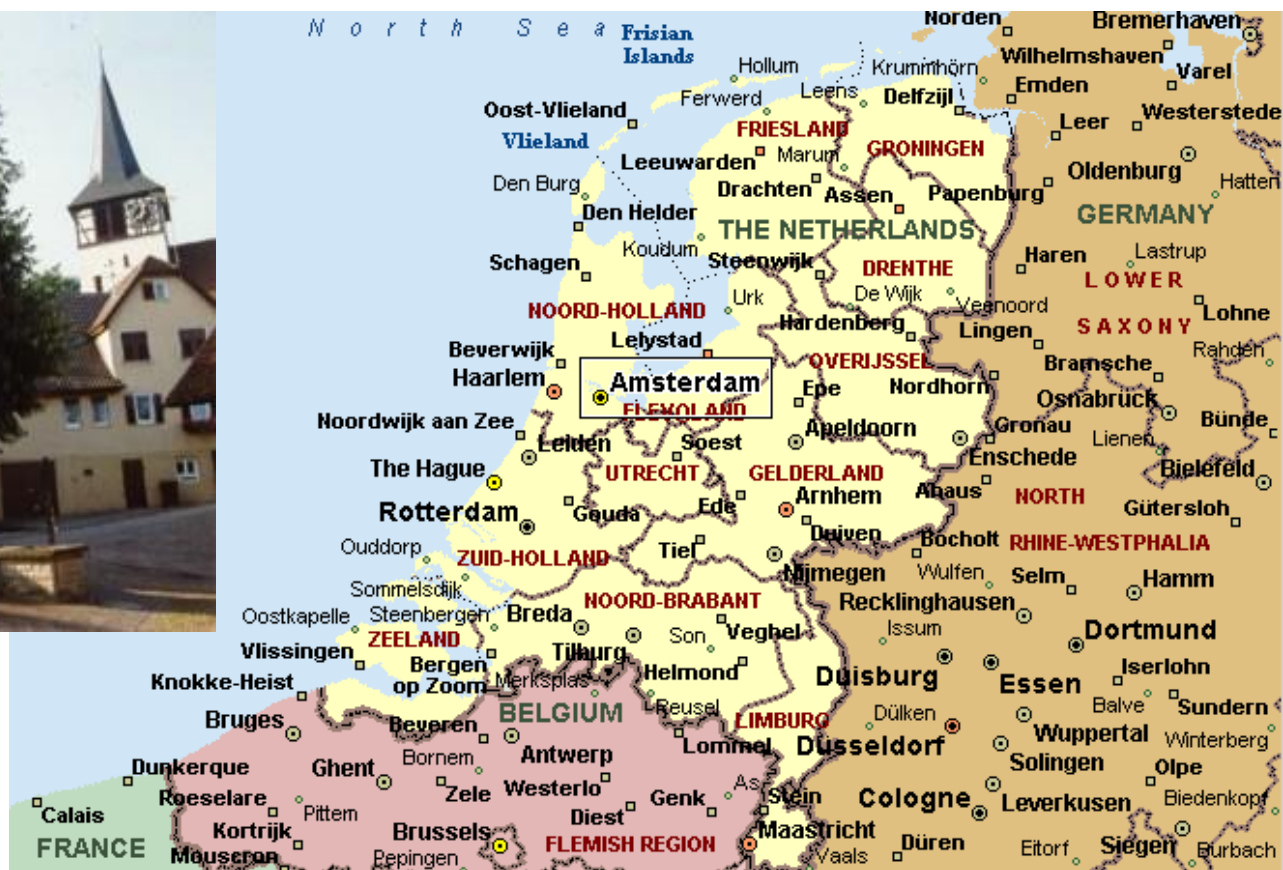 North Sea
Frisian
Islands
Norden
Bremerhaven
Wilhelmshaven
Hollum
Krummhörn
Varel
Emden
Ferwerd
Leens
Delfzijl
Oost-Vlieland
Westerstede
Leer
FRIESLAND
Vlieland
GRONINGEN
Leeuwarden
Marum
Oldenburg
Den Burg
Drachten
Assen
Papenburg
Hatten
Den Helder
GERMANY
THE NETHERLANDS
Koudum
Schagen
Steenwijk
Haren
Lastrup
DRENTHE
LOWER
De Wijk
Urk
Veenoord
NOORD-HOLLAND
Lohne
Hardenberg
Lingen
SAXONY
Lelystad
Beverwijk
Rahden
OVERIJSSEL
Bramsche
Haarlem
Amsterdam
Epe
Nordhorn
Osnabrück
FLEVOLAND
Noordwijk aan Zee
Bünde
Leiden
Soest
Apeldoorn
Gronau
Lienen
Enschede
The Hague
UTRECHT
GELDERLAND
Bielefeld
Arnhem
Ahaus
NORTH
Rotterdam
Gouda
Ede
Gütersloh
Duiven
Ouddorp
Tiel
Bocholt
RHINE-WESTPHALIA
ZUID-HOLLAND
Nijmegen
Wulfen
Selm
Hamm
Sommelsdijk
NOORD-BRABANT
Recklinghausen
Oostkapelle
Steenbergen
Breda
Issum
Son
Veghel
Dortmund
ZEELAND
Vlissingen
Tilburg
Bergen
op Zoom
Helmond
Iserlohn
Duisburg
Knokke-Heist
Merksplas
Essen
Reusel
Balve
Sundern
BELGIUM
Bruges
Beveren
LIMBURG
Dülken
Wuppertal
Winterberg
Lommel
Düsseldorf
Bornem
Antwerp
Dunkerque
Ghent
Solingen
Olpe
As
Zele
Westerlo
Roeselare
Genk
Stein
Cologne
Leverkusen
Biedenkopf
Calais
Pittem
Diest
Kortrijk
Brussels
Maastricht
FLEMISH REGION
FRANCE
Düren
Eitorf
Siegen
Burbach
Mouscron
Pepingen
Vaals